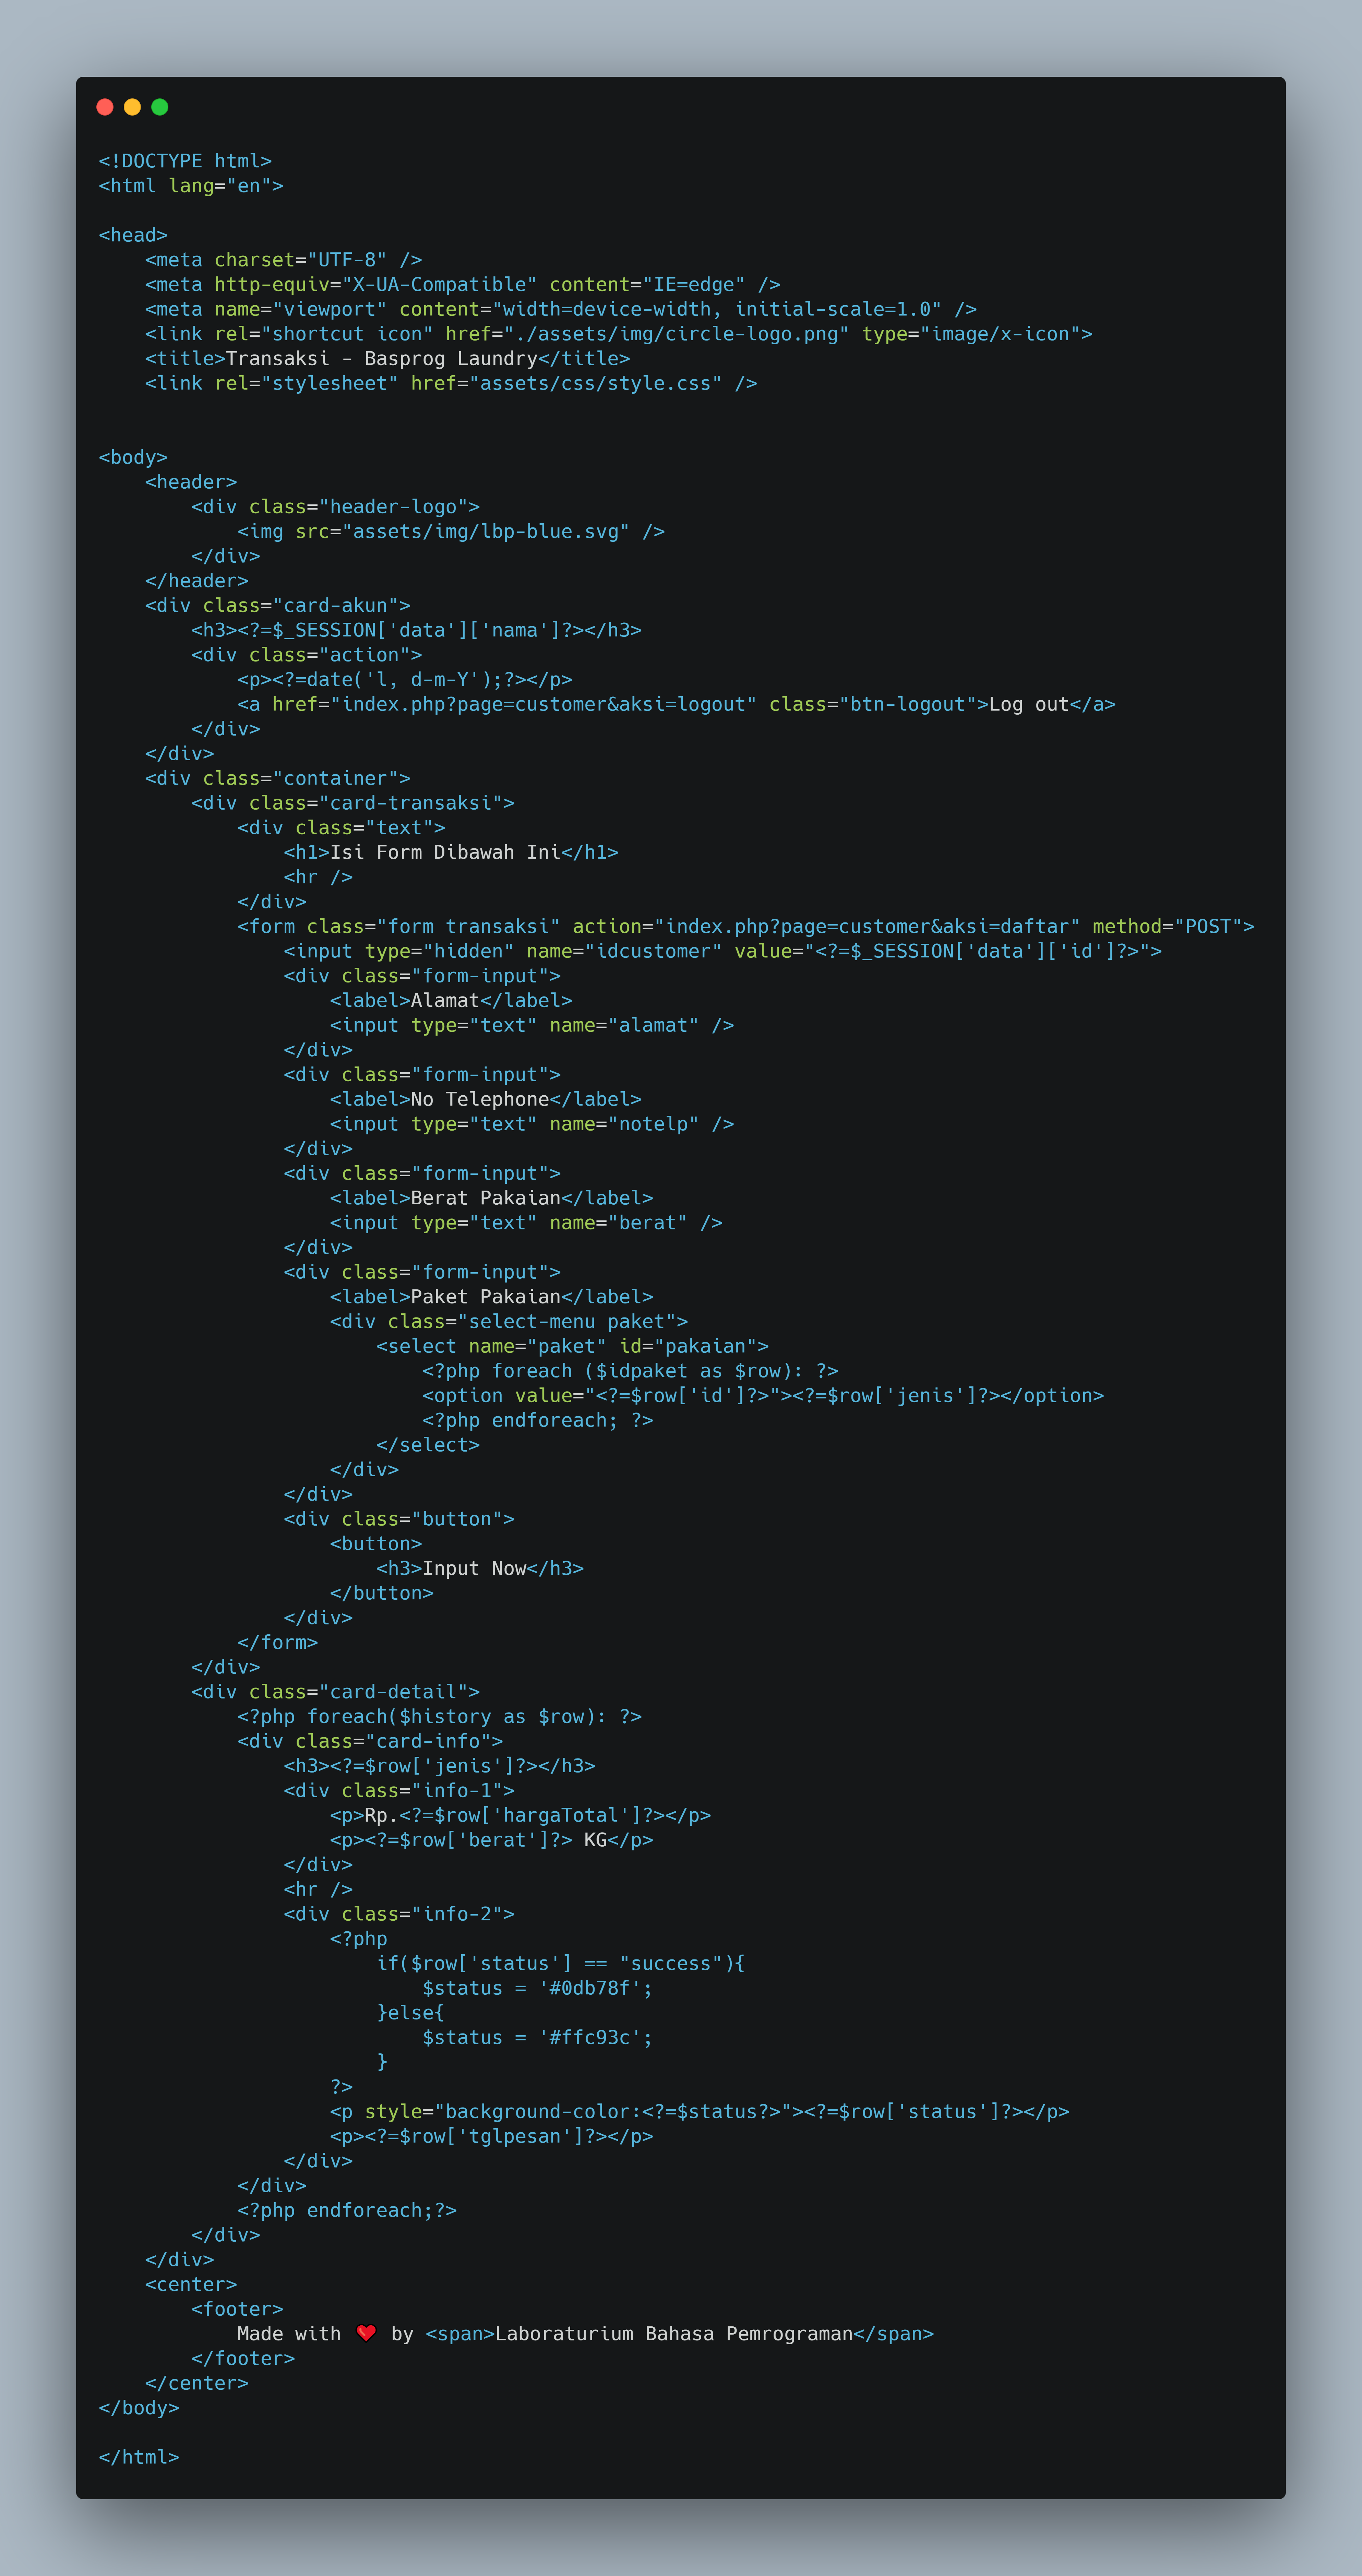 <!DOCTYPE html>
<html lang="en">

<head>
    <meta charset="UTF-8" />
    <meta http-equiv="X-UA-Compatible" content="IE=edge" />
    <meta name="viewport" content="width=device-width, initial-scale=1.0" />
    <link rel="shortcut icon" href="./assets/img/circle-logo.png" type="image/x-icon">
    <title>Transaksi - Basprog Laundry</title>
    <link rel="stylesheet" href="assets/css/style.css" />


<body>
    <header>
        <div class="header-logo">
            <img src="assets/img/lbp-blue.svg" />
        </div>
    </header>
    <div class="card-akun">
        <h3><?=$_SESSION['data']['nama']?></h3>
        <div class="action">
            <p><?=date('l, d-m-Y');?></p>
            <a href="index.php?page=customer&aksi=logout" class="btn-logout">Log out</a>
        </div>
    </div>
    <div class="container">
        <div class="card-transaksi">
            <div class="text">
                <h1>Isi Form Dibawah Ini</h1>
                <hr />
            </div>
            <form class="form transaksi" action="index.php?page=customer&aksi=daftar" method="POST">
                <input type="hidden" name="idcustomer" value="<?=$_SESSION['data']['id']?>">
                <div class="form-input">
                    <label>Alamat</label>
                    <input type="text" name="alamat" />
                </div>
                <div class="form-input">
                    <label>No Telephone</label>
                    <input type="text" name="notelp" />
                </div>
                <div class="form-input">
                    <label>Berat Pakaian</label>
                    <input type="text" name="berat" />
                </div>
                <div class="form-input">
                    <label>Paket Pakaian</label>
                    <div class="select-menu paket">
                        <select name="paket" id="pakaian">
                            <?php foreach ($idpaket as $row): ?>
                            <option value="<?=$row['id']?>"><?=$row['jenis']?></option>
                            <?php endforeach; ?>
                        </select>
                    </div>
                </div>
                <div class="button">
                    <button>
                        <h3>Input Now</h3>
                    </button>
                </div>
            </form>
        </div>
        <div class="card-detail">
            <?php foreach($history as $row): ?>
            <div class="card-info">
                <h3><?=$row['jenis']?></h3>
                <div class="info-1">
                    <p>Rp.<?=$row['hargaTotal']?></p>
                    <p><?=$row['berat']?> KG</p>
                </div>
                <hr />
                <div class="info-2">
                    <?php
                        if($row['status'] == "success"){
                            $status = '#0db78f';
                        }else{
                            $status = '#ffc93c';
                        }
                    ?>
                    <p style="background-color:<?=$status?>"><?=$row['status']?></p>
                    <p><?=$row['tglpesan']?></p>
                </div>
            </div>
            <?php endforeach;?>
        </div>
    </div>
    <center>
        <footer>
            Made with ❤️ by <span>Laboraturium Bahasa Pemrograman</span>
        </footer>
    </center>
</body>

</html>